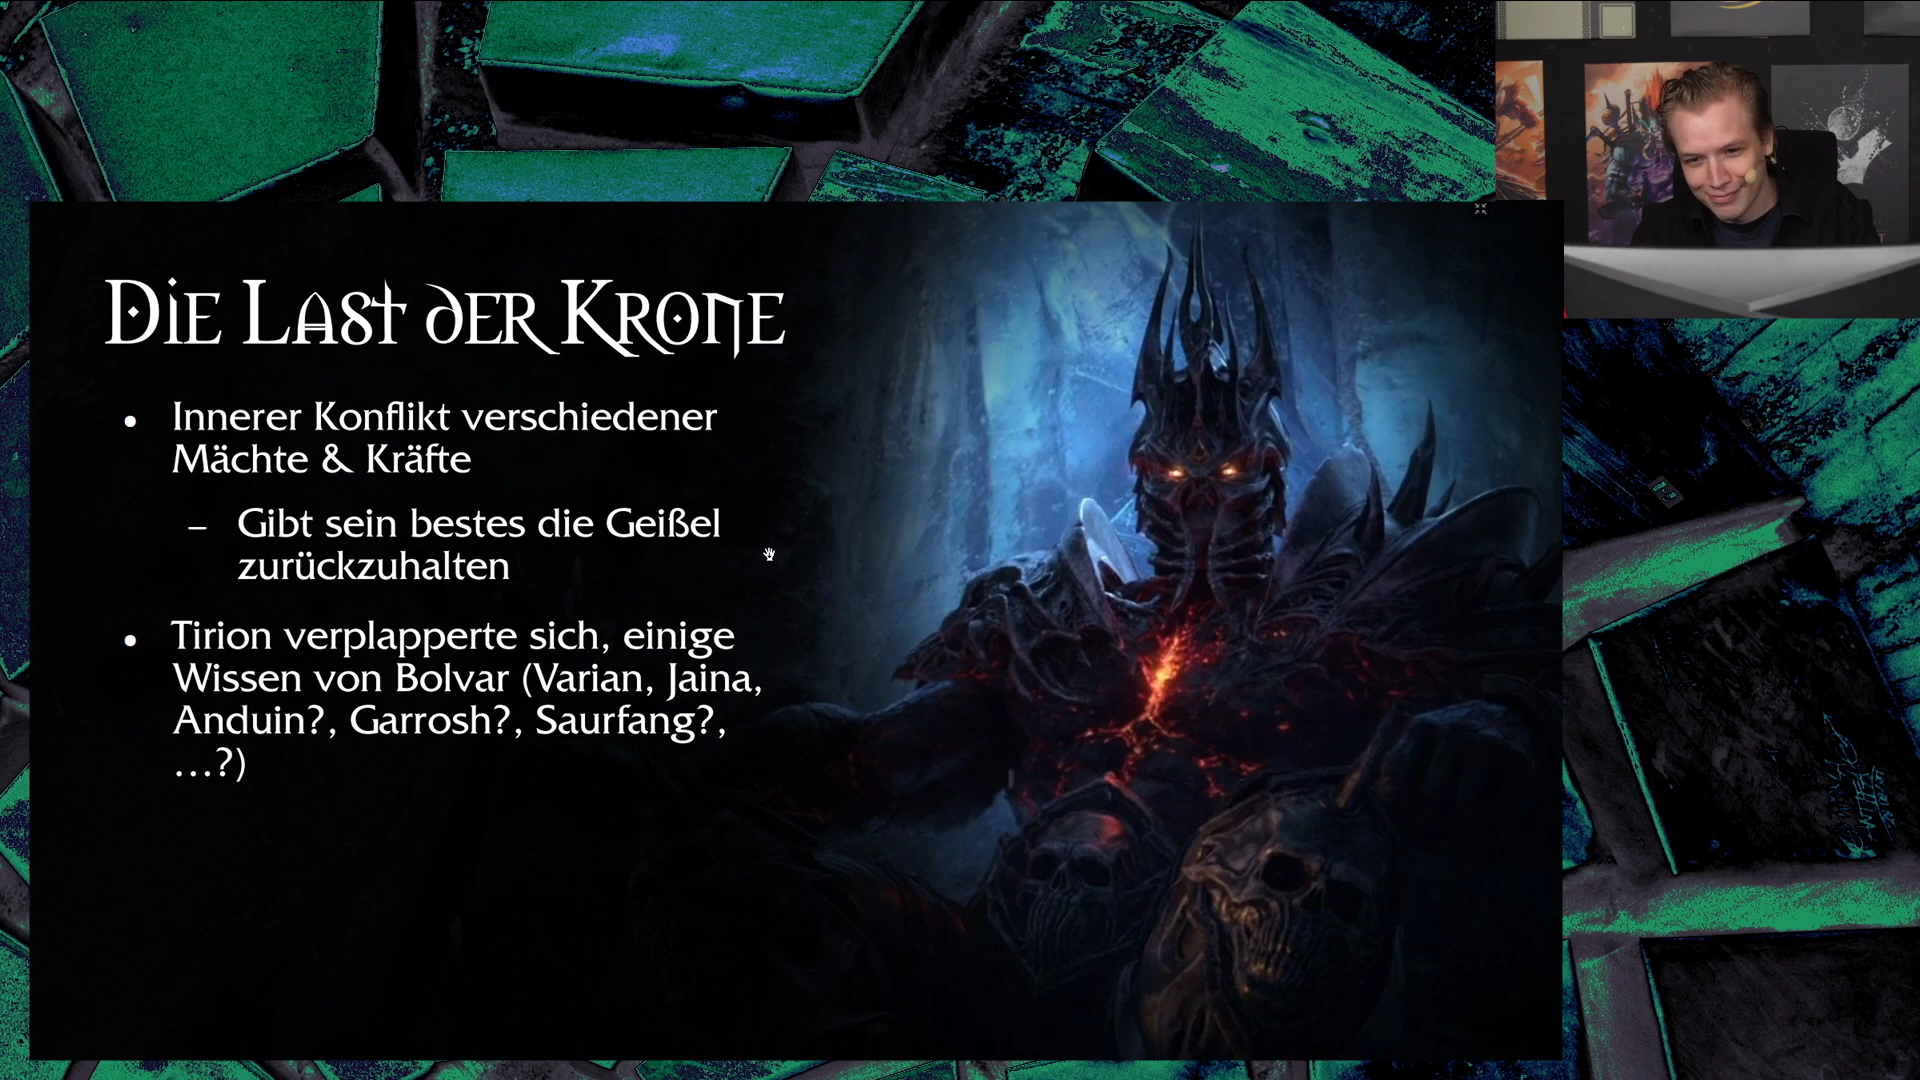 Die Last der Krone
• Innerer Konflikt verschiedener
Mächte & Kräfte
– Gibt sein bestes die Geißel
zurückzuhalten
• Tirion verplapperte sich, einige
Wissen von Bolvar (Varian, Jaina,
Anduin?, Garrosh?, Saurfang?,
…?)